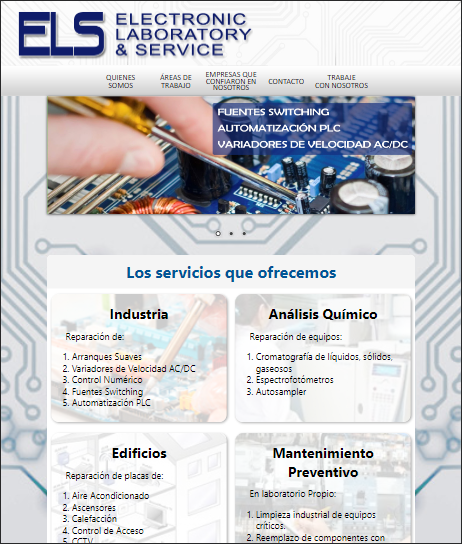 ELS ELECTRONIC
LABORATORY
& SERVICE
QUIENES
SOMOS
ÁREAS DE
TRABAJO
EMPRESAS QUE
CONFIARON EN
NOSOTROS
CONTACTO
TRABAJE
CON NOSOTROS
FUENTES SWITCHING
AUTOMATIZACIÓN PLC
VARIADORES DE VELOCIDAD AC/DC
Los servicios que ofrecemos
Industria
Reparación de:
1. Arranques Suaves
2. Variadores de Velocidad AC/DC
3. Control Numérico
4. Fuentes Switching
5. Automatización PLC
Análisis Químico
Reparación de equipos:
1. Cromatografía de líquidos, sólidos,
gaseosos
2. Espectrofotómetros
3. Autosampler
Edificios
Reparación de placas de:
1. Aire Acondicionado
2. Ascensores
3. Calefacción
4. Control de Acceso
5. CCTV
Mantenimiento
Preventivo
En laboratorio Propio:
1. Limpieza industrial de equipos
críticos.
2. Reemplazo de componentes con